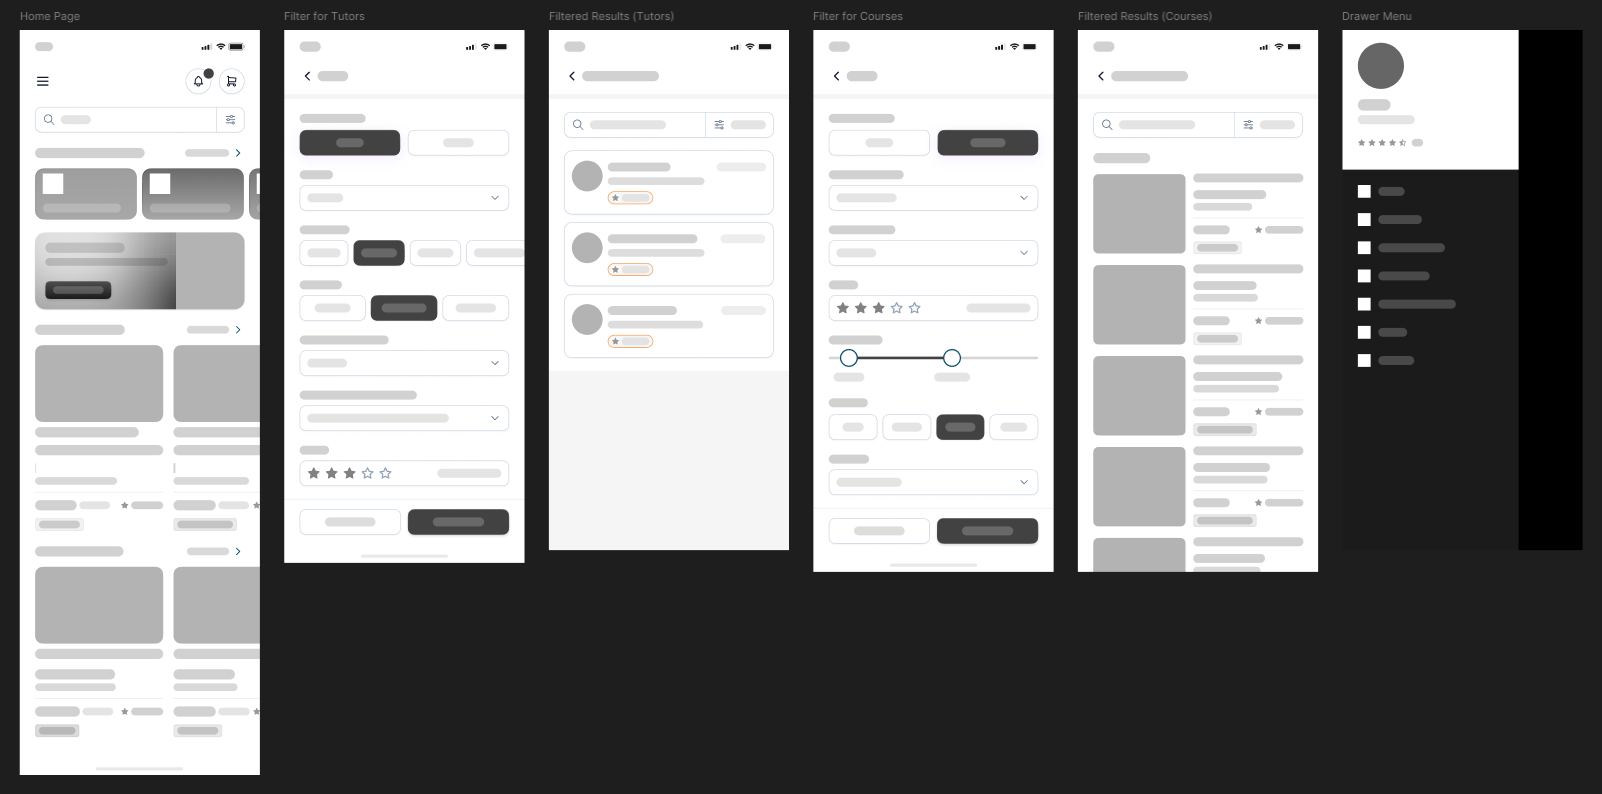 Home Page
Filter for Tutors
Filtered Results (Tutors)
Filter for Courses
Filtered Results (Courses)
Drawer Menu